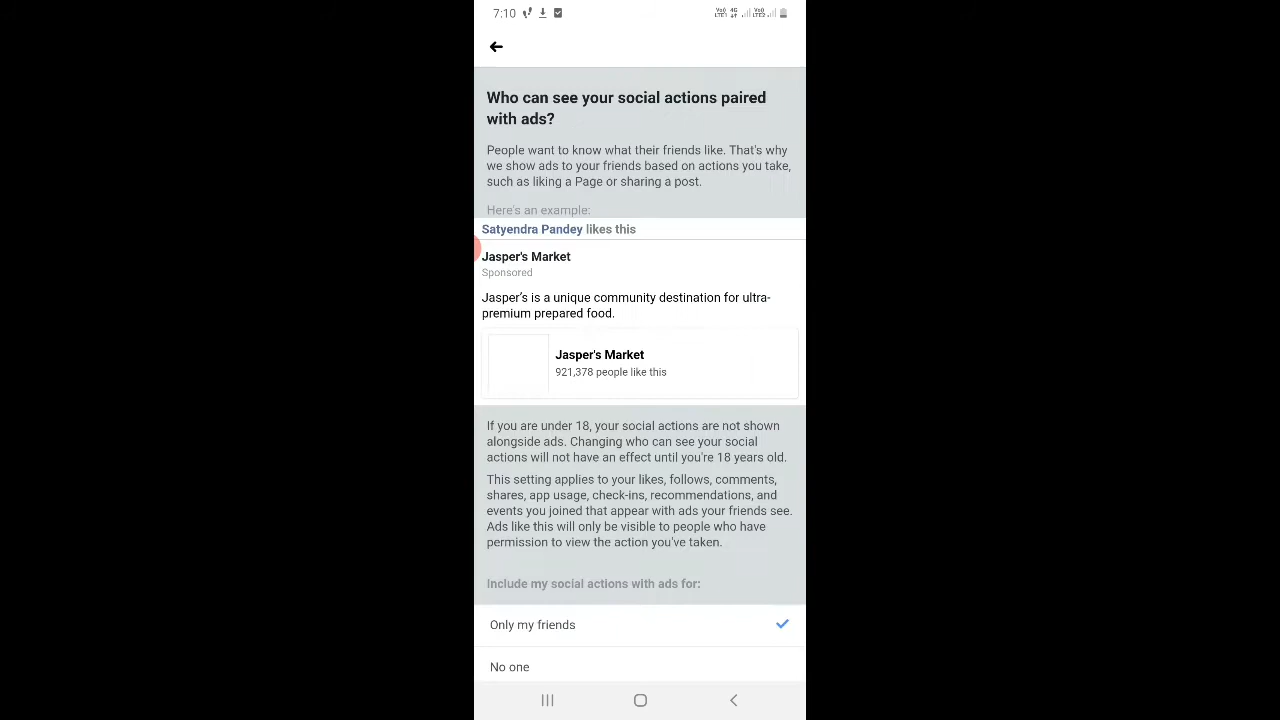 7:10
Who can see your social actions paired
with ads?
People want to know what their friends like. That's why
we show ads to your friends based on actions you take,
such as liking a Page or sharing a post.
Here's an example:
Satyendra Pandey likes this
Jasper's Market
Sponsored
Jasper's is a unique community destination for ultra-
premium prepared food.
Jasper's Market
921,378 people like this
If you are under 18, your social actions are not shown
alongside ads. Changing who can see your social
actions will not have an effect until you're 18 years old.
This setting applies to your likes, follows, comments,
shares, app usage, check-ins, recommendations, and
events you joined that appear with ads your friends see.
Ads like this will only be visible to people who have
permission to view the action you've taken.
Include my social actions with ads for:
Only my friends
No one